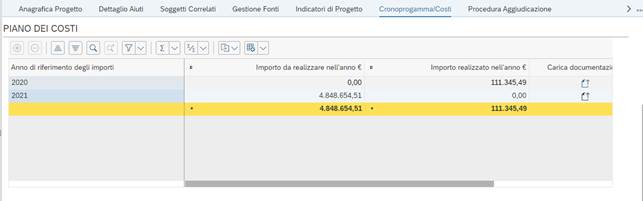 Anagrafica Progetto Dettaglio Aiuti Soggetti Correlati Gestione Fonti Indicatori di Progetto Cronoprogamma/Costi Procedura Aggiudicazione
PIANO DEI COSTI
Anno di riferimento degli importi Importo da realizzare nell'anno € Importo realizzato nell'anno € Carica documentazi
2020 0,00 111.345,49
2021 4.848.654,51 0,00
4.848.654,51 111.345,49